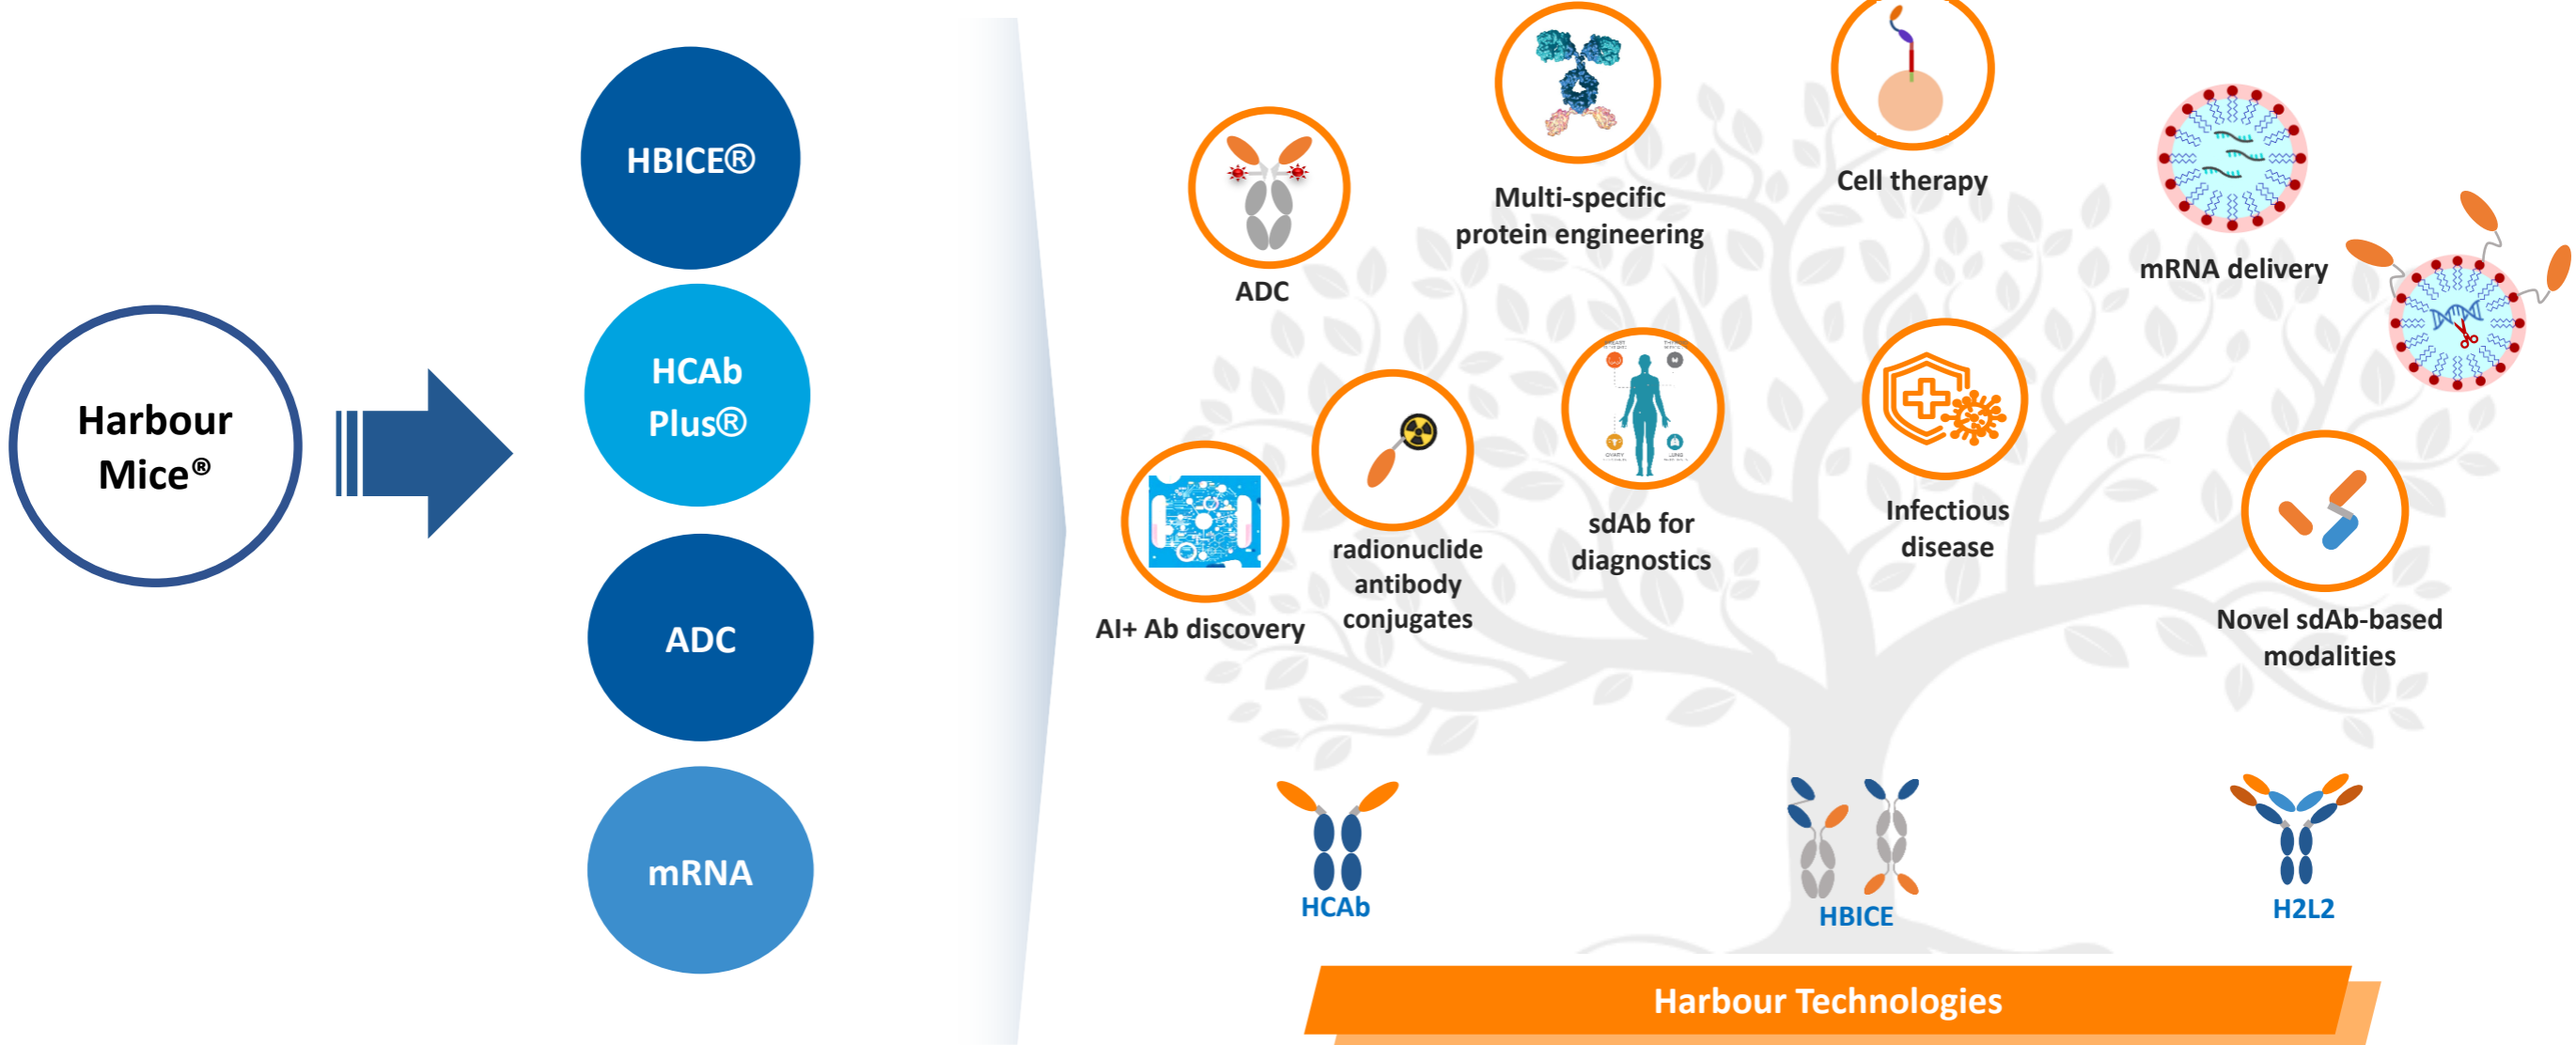 Harbour
Mice®
HBICE®
HCAb
Plus®
ADC
mRNA
ADC
Multi-specific
protein engineering
Cell therapy
mRNA delivery
AI+ Ab discovery
radionuclide
antibody
conjugates
sdAb for
diagnostics
Infectious
disease
Novel sdAb-based
modalities
HCAb
HBICE
H2L2
Harbour Technologies